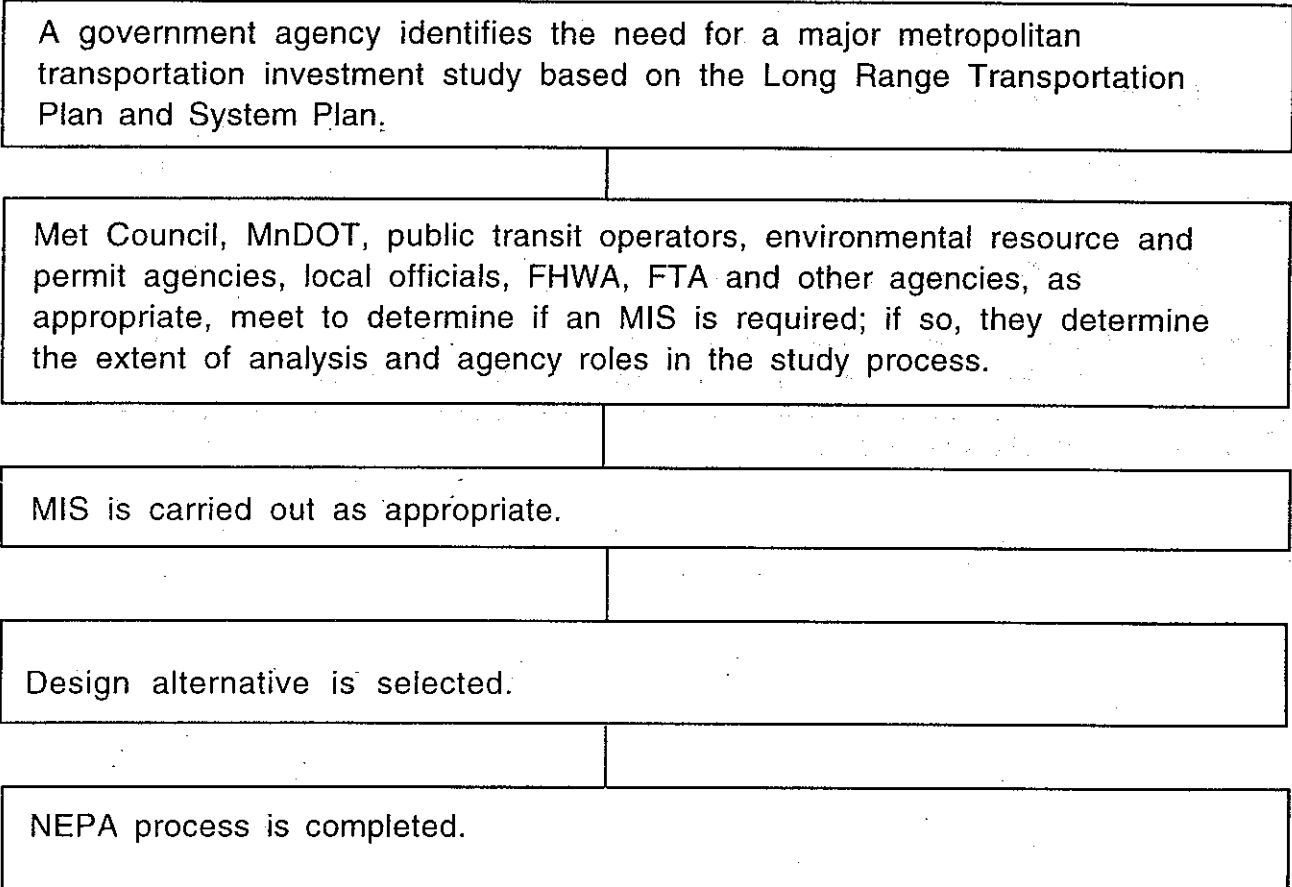 A government agency identifies the need for a major metropolitan
transportation investment study based on the Long Range Transportation
Plan and System Plan.
Met Council, MnDOT, public transit operators, environmental resource and
permit agencies, local officials, FHWA, FTA and other agencies, as
appropriate, meet to determine if an MIS is required; if so, they determine
the extent of analysis and agency roles in the study process.
MIS is carried out as appropriate.
Design alternative is selected.
NEPA process is completed.